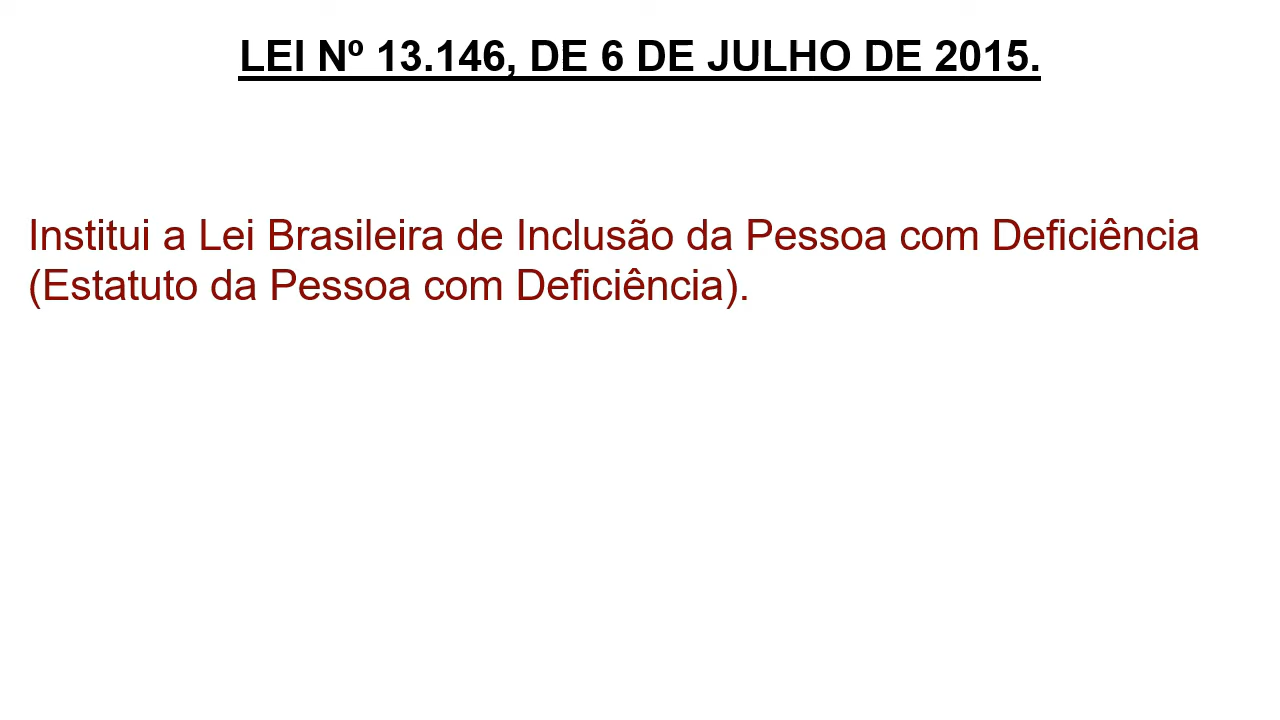 LEI Nº 13.146, DE 6 DE JULHO DE 2015.
Institui a Lei Brasileira de Inclusão da Pessoa com Deficiência
(Estatuto da Pessoa com Deficiência).